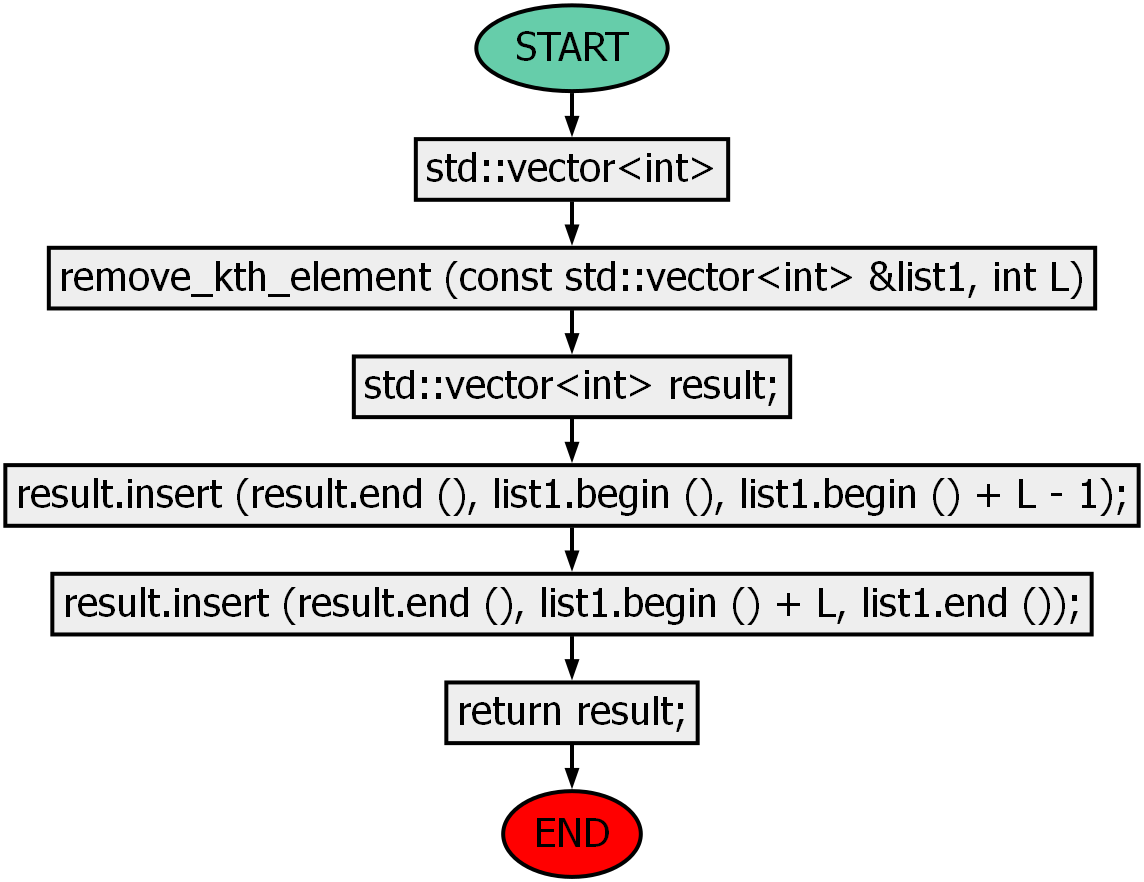 START
std::vector<int>
remove_kth_element (const std::vector<int> &list1, int L)
std::vector<int> result;
result.insert (result.end (), list1.begin (), list1.begin () + L - 1);
result.insert (result.end (), list1.begin () + L, list1.end ());
return result;
END